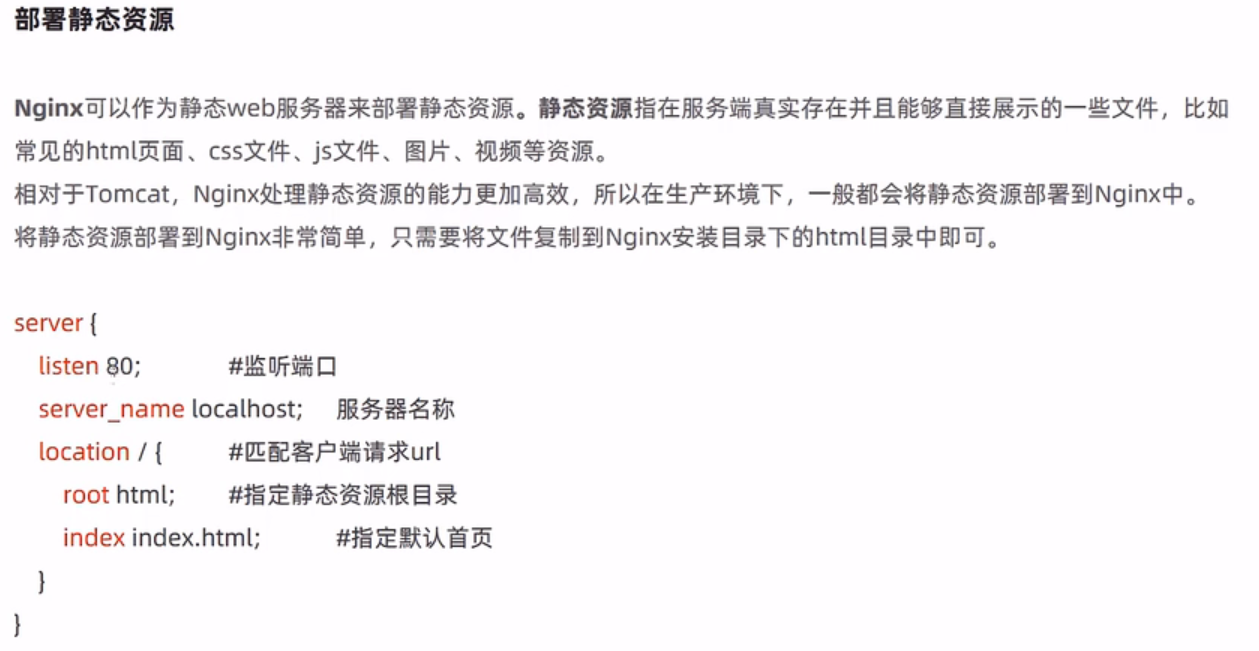 部署静态资源
Nginx可以作为静态web服务器来部署静态资源。静态资源指在服务端真实存在并且能够直接展示的一些文件，比如
常见的html页面、css文件、js文件、图片、视频等资源。
相对于Tomcat，Nginx处理静态资源的能力更加高效，所以在生产环境下，一般都会将静态资源部署到Nginx中。
将静态资源部署到Nginx非常简单，只需要将文件复制到Nginx安装目录下的html目录中即可。
server {
listen 80; #监听端口
server_name localhost; 服务器名称
location / { #匹配客户端请求url
root html; #指定静态资源根目录
index index.html; #指定默认首页
}
}